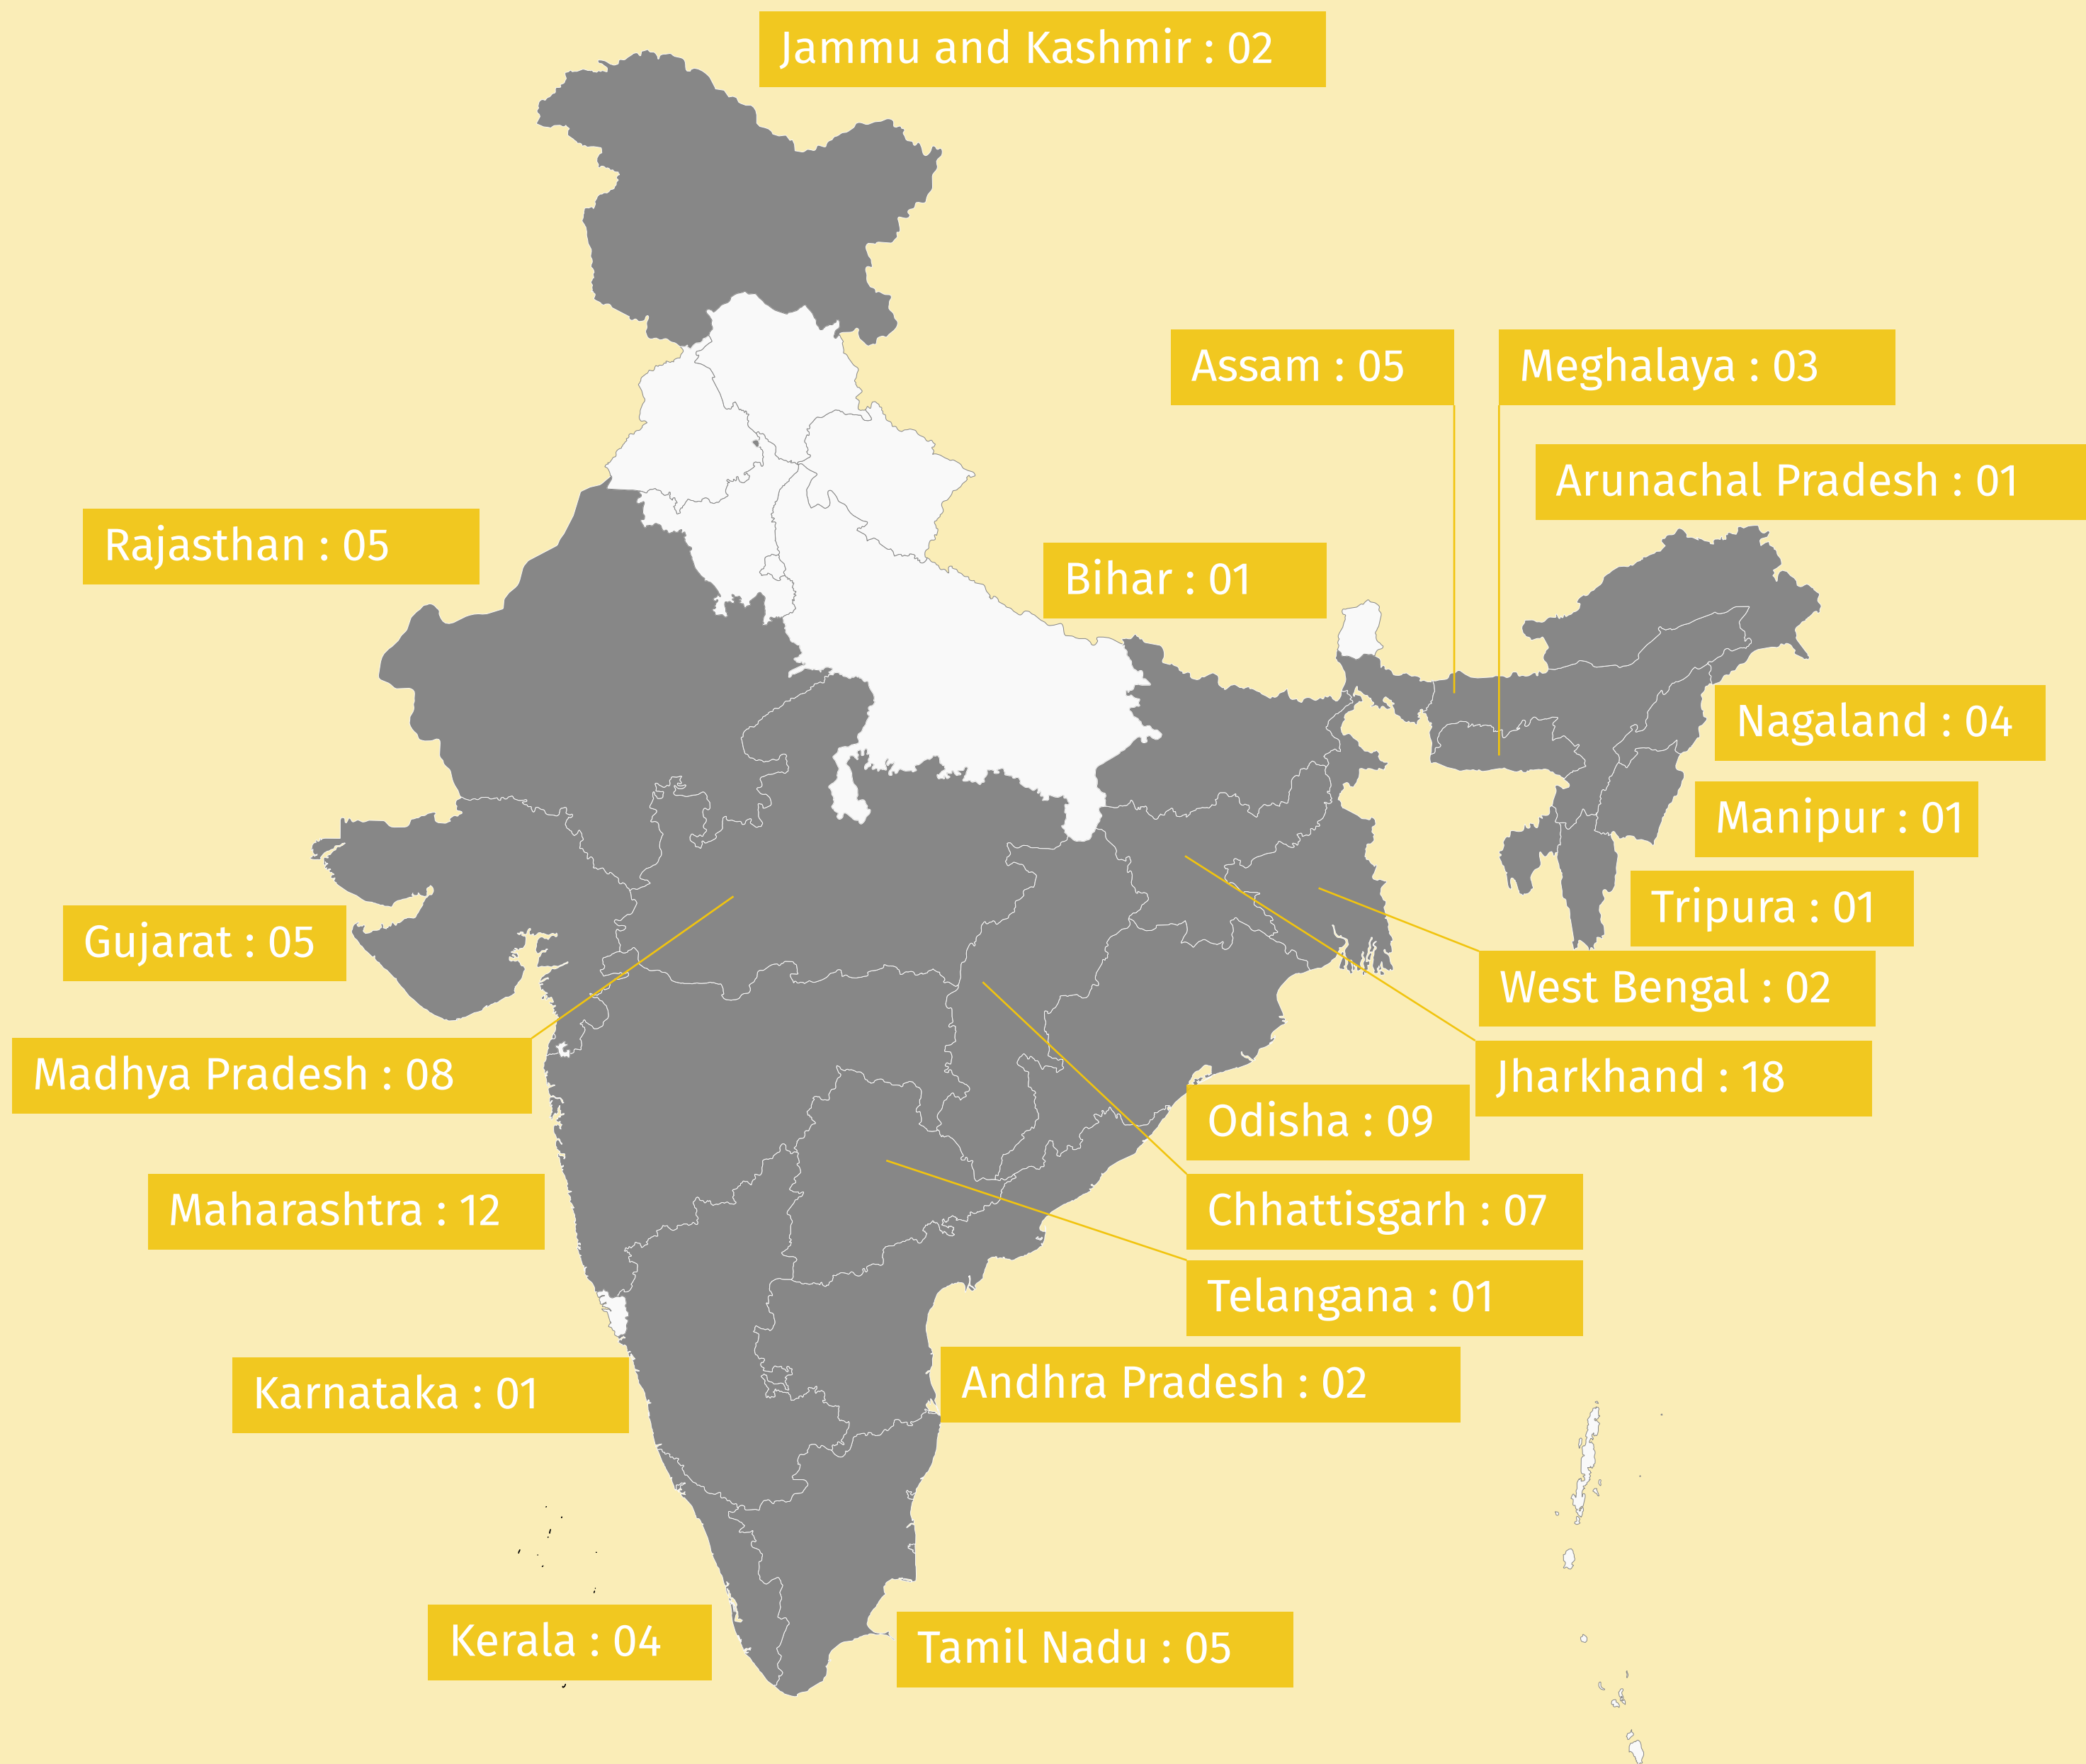 Jammu and Kashmir : 02
Assam : 05
Meghalaya : 03
Arunachal Pradesh : 01
Rajasthan : 05
Bihar : 01
Nagaland : 04
Manipur : 01
Tripura : 01
Gujarat : 05
West Bengal : 02
Madhya Pradesh : 08
Jharkhand : 18
Odisha : 09
Maharashtra : 12
Chhattisgarh : 07
Telangana : 01
Karnataka : 01
Andhra Pradesh : 02
Kerala : 04
Tamil Nadu : 05